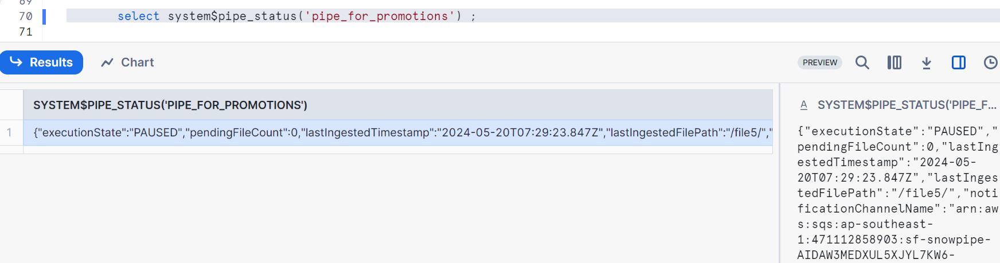 69
70 select system$pipe_status('pipe_for_promotions') ;
71
Results Chart PREVIEW
SYSTEM$PIPE_STATUS('PIPE_FOR_PROMOTIONS')
1 {"executionState":"PAUSED","pendingFileCount":0,"lastIngestedTimestamp":"2024-05-20T07:29:23.847Z","lastIngestedFilePath":"/file5/","
A SYSTEM$PIPE_STATUS('PIPE_F...
{"executionState":"PAUSED","
pendingFileCount":0,"lastIng
estedTimestamp":"2024-05-
20T07:29:23.847Z","lastInges
tedFilePath":"/file5/","noti
ficationChannelName":"arn:aw
s:sqs:ap-southeast-
1:471112858903:sf-snowpipe-
AIDAW3MEDXUL5XJYL7KW6-